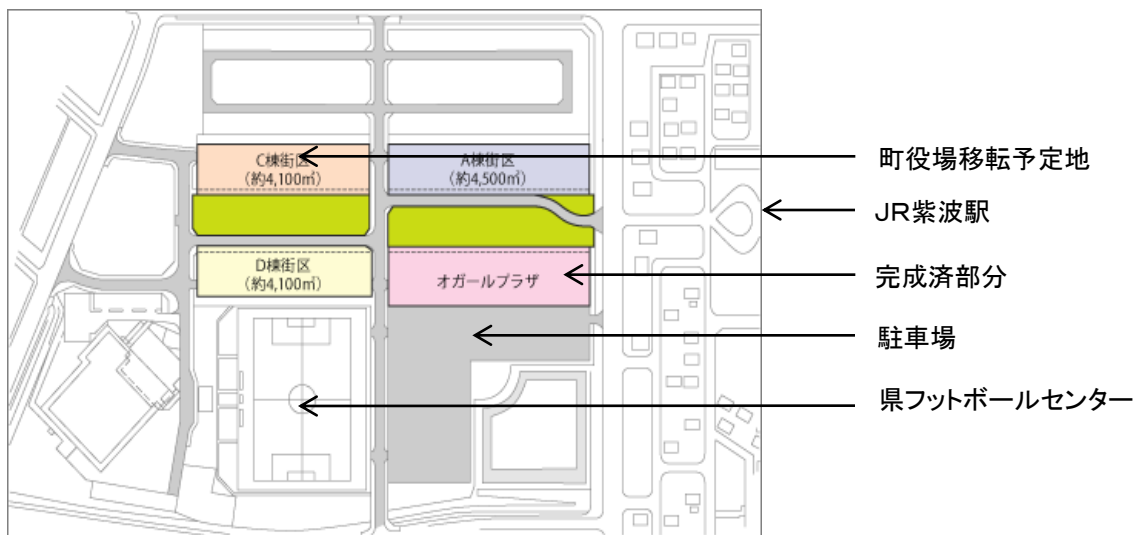 C棟街区
（約4,100㎡）
A棟街区
（約4,500㎡）
D棟街区
（約4,100㎡）
オガールプラザ
町役場移転予定地
ＪＲ紫波駅
完成済部分
駐車場
県フットボールセンター